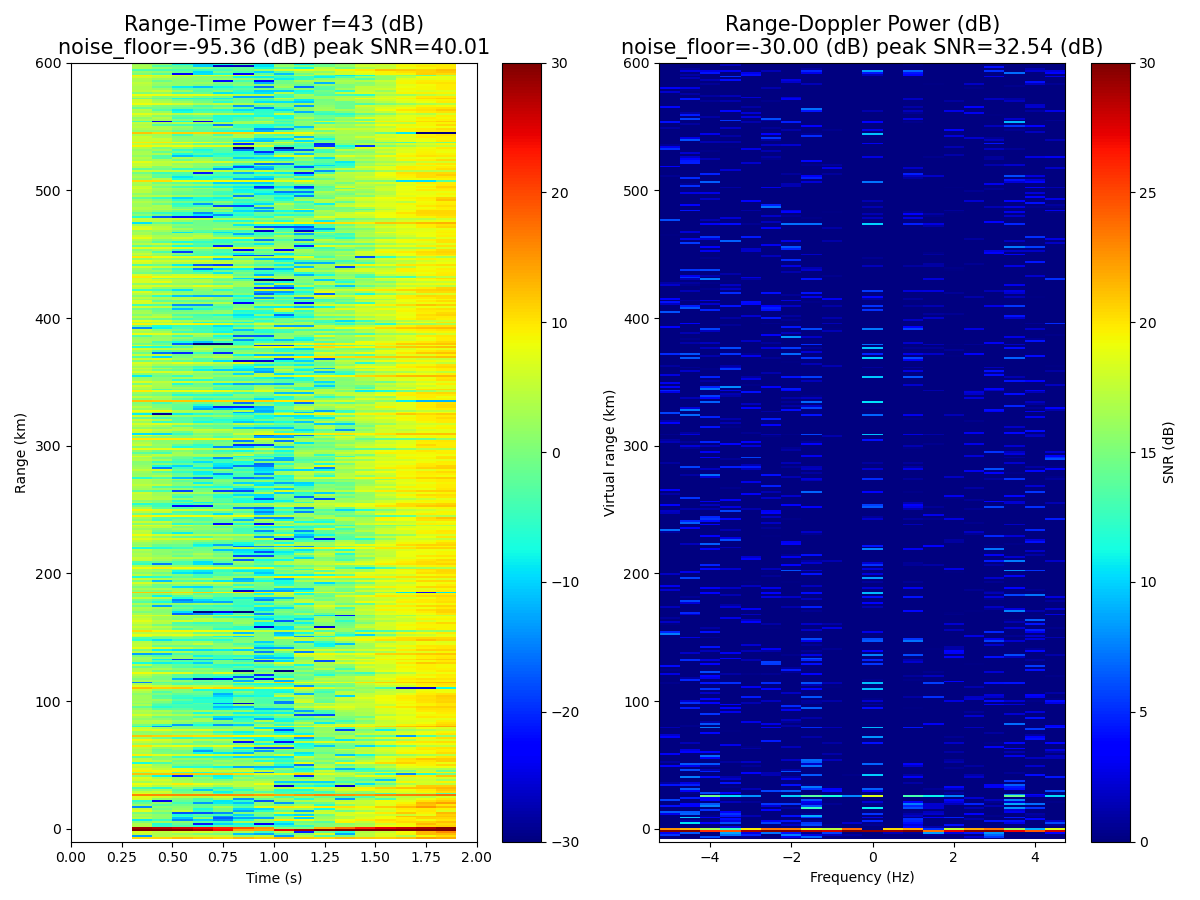 Range-Time Power f=43 (dB)
noise_floor=-95.36 (dB) peak SNR=40.01
600
500
400
300
200
100
0
Range (km)
0.00 0.25 0.50 0.75 1.00 1.25 1.50 1.75 2.00
Time (s)
30
20
10
0
−10
−20
−30
Range-Doppler Power (dB)
noise_floor=-30.00 (dB) peak SNR=32.54 (dB)
600
500
400
300
200
100
0
Virtual range (km)
−4 −2 0 2 4
Frequency (Hz)
30
25
20
15
10
5
0
SNR (dB)